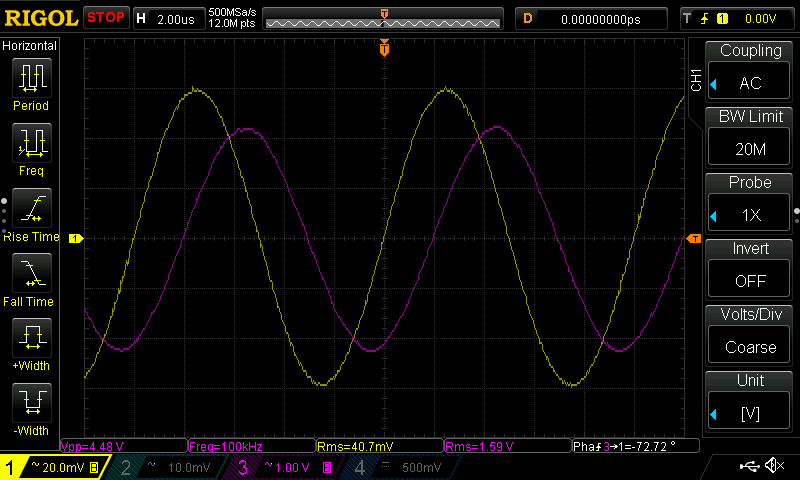 RIGOL STOP H 2.00us 500MSa/s 12.0M pts T D 0.00000000ps T 1 0.00V
Horizontal
Period
Freq
Rise Time
Fall Time
+Width
-Width
T
1
T
CH1
Coupling
AC
BW Limit
20M
Probe
1X
Invert
OFF
Volts/Div
Coarse
Unit
[V]
Vpp=4.48 V Freq=100kHz Rms=40.7mV Rms=1.59 V Pha 3→1=-72.72 °
1 ~ 20.0mV B 2 ~ 10.0mV 3 ~ 1.00 V B 4 500mV